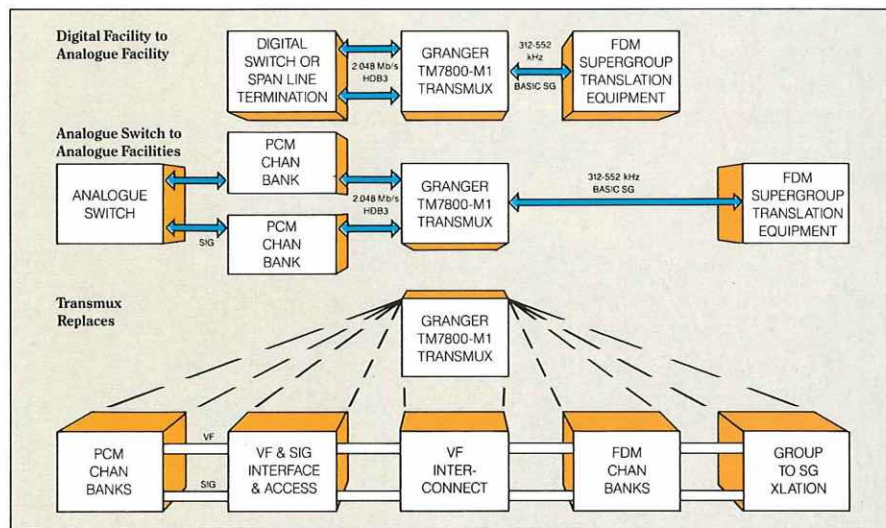 Digital Facility to
Analogue Facility
DIGITAL
SWITCH OR
SPAN LINE
TERMINATION
2.048 Mb/s
HDB3
GRANGER
TM7800-M1
TRANSMUX
312-552
kHz
BASIC SG
FDM
SUPERGROUP
TRANSLATION
EQUIPMENT
Analogue Switch to
Analogue Facilities
ANALOGUE
SWITCH
SIG
PCM
CHAN
BANK
PCM
CHAN
BANK
2.048 Mb/s
HDB3
GRANGER
TM7800-M1
TRANSMUX
312-552 kHz
BASIC SG
FDM
SUPERGROUP
TRANSLATION
EQUIPMENT
Transmux
Replaces
GRANGER
TM7800-M1
TRANSMUX
PCM
CHAN
BANKS
VF
SIG
VF & SIG
INTERFACE
& ACCESS
VF
INTER-
CONNECT
FDM
CHAN
BANKS
GROUP
TO SG
XLATION